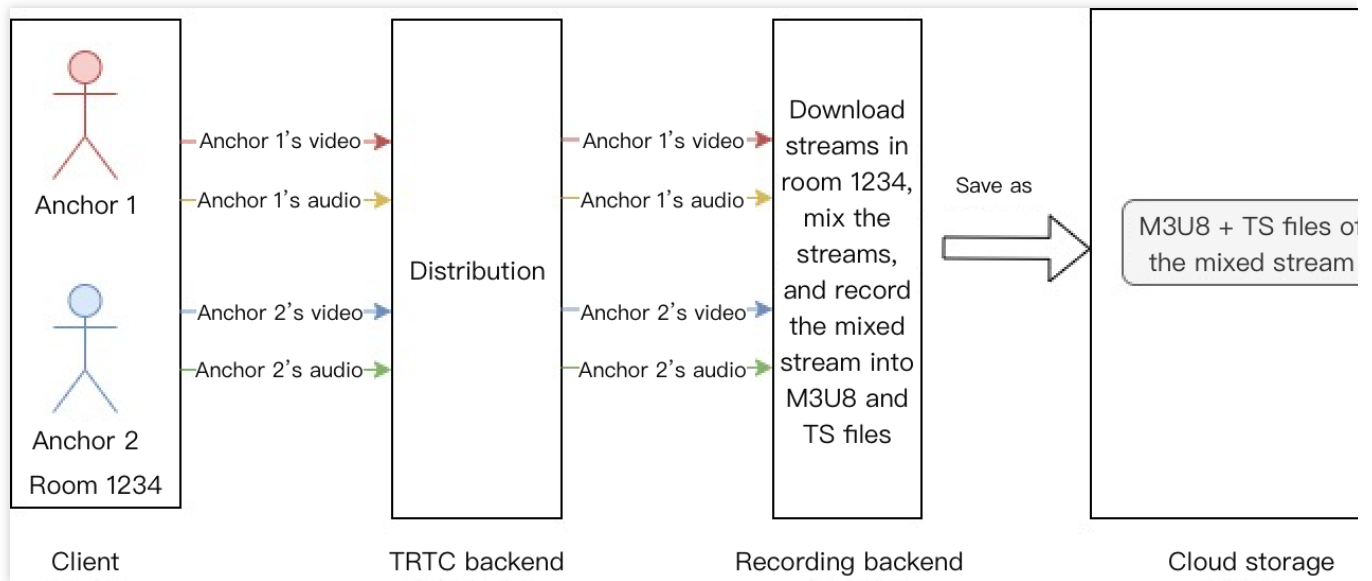 Anchor 1
Anchor 2
Room 1234
Client
Anchor 1's video
Anchor 1's audio
Anchor 2's video
Anchor 2's audio
Distribution
TRTC backend
Anchor 1's video
Anchor 1's audio
Anchor 2's video
Anchor 2's audio
Download
streams in
room 1234,
mix the
streams,
and record
the mixed
stream into
M3U8 and
TS files
Recording backend
Save as
M3U8 + TS files of
the mixed stream
Cloud storage